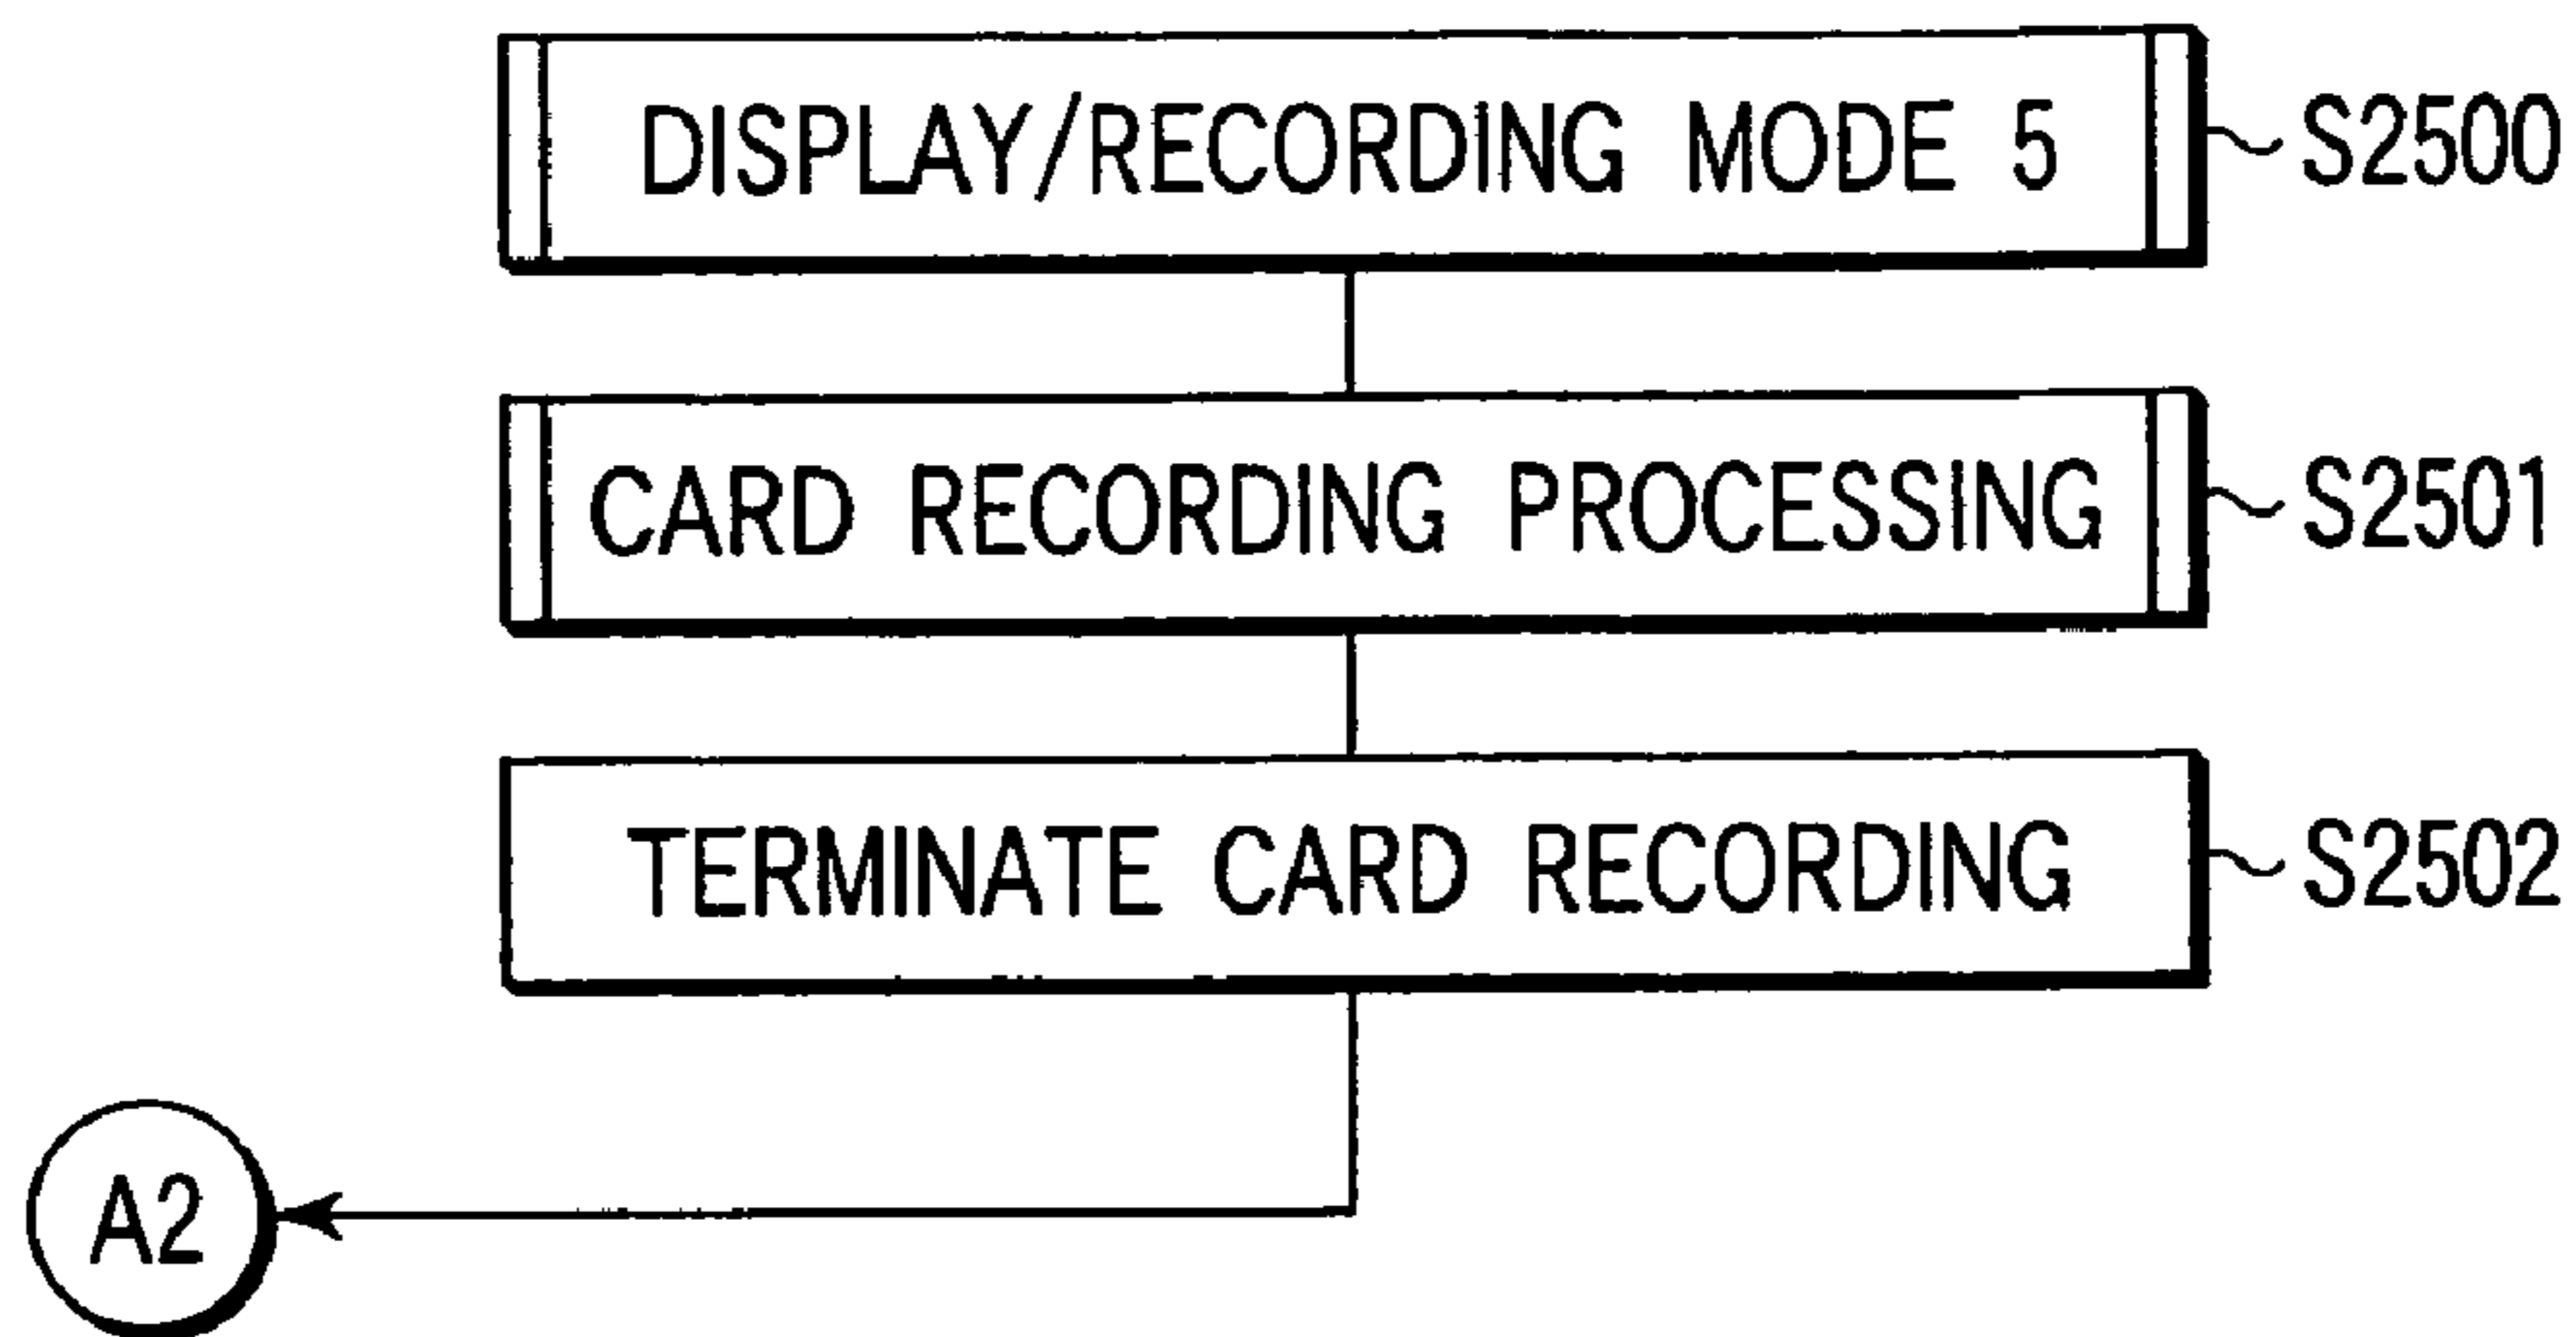 DISPLAY/RECORDING MODE 5 S2500
CARD RECORDING PROCESSING S2501
TERMINATE CARD RECORDING S2502
A2